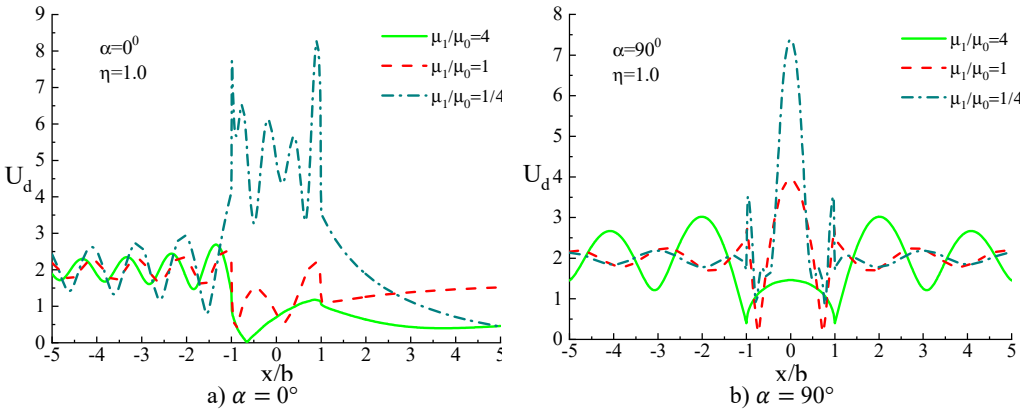 9
8
7
6
5
4
3
2
1
0
U_d
α=0⁰
η=1.0
μ₁/μ₀=4
μ₁/μ₀=1
μ₁/μ₀=1/4
-5 -4 -3 -2 -1 0 1 2 3 4 5
x/b
a) α = 0°
8
7
6
5
4
3
2
1
0
U_d
α=90⁰
η=1.0
μ₁/μ₀=4
μ₁/μ₀=1
μ₁/μ₀=1/4
-5 -4 -3 -2 -1 0 1 2 3 4 5
x/b
b) α = 90°